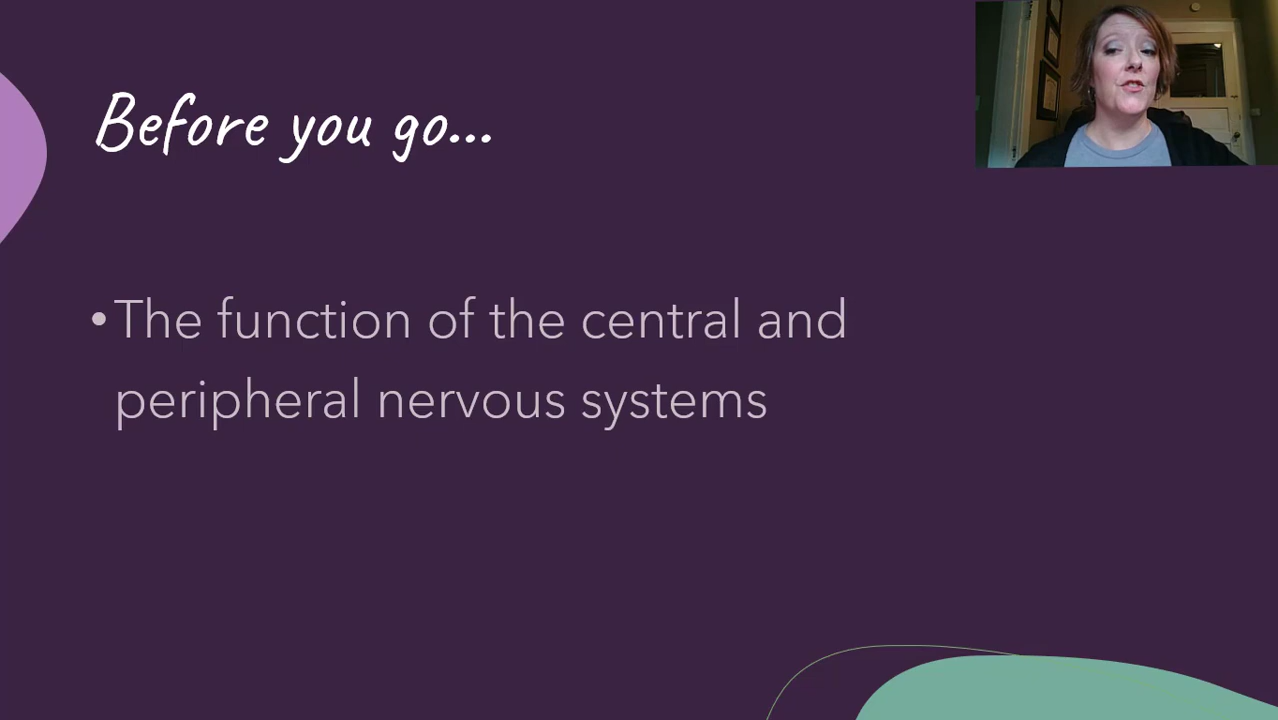 Before you go...
•The function of the central and
peripheral nervous systems